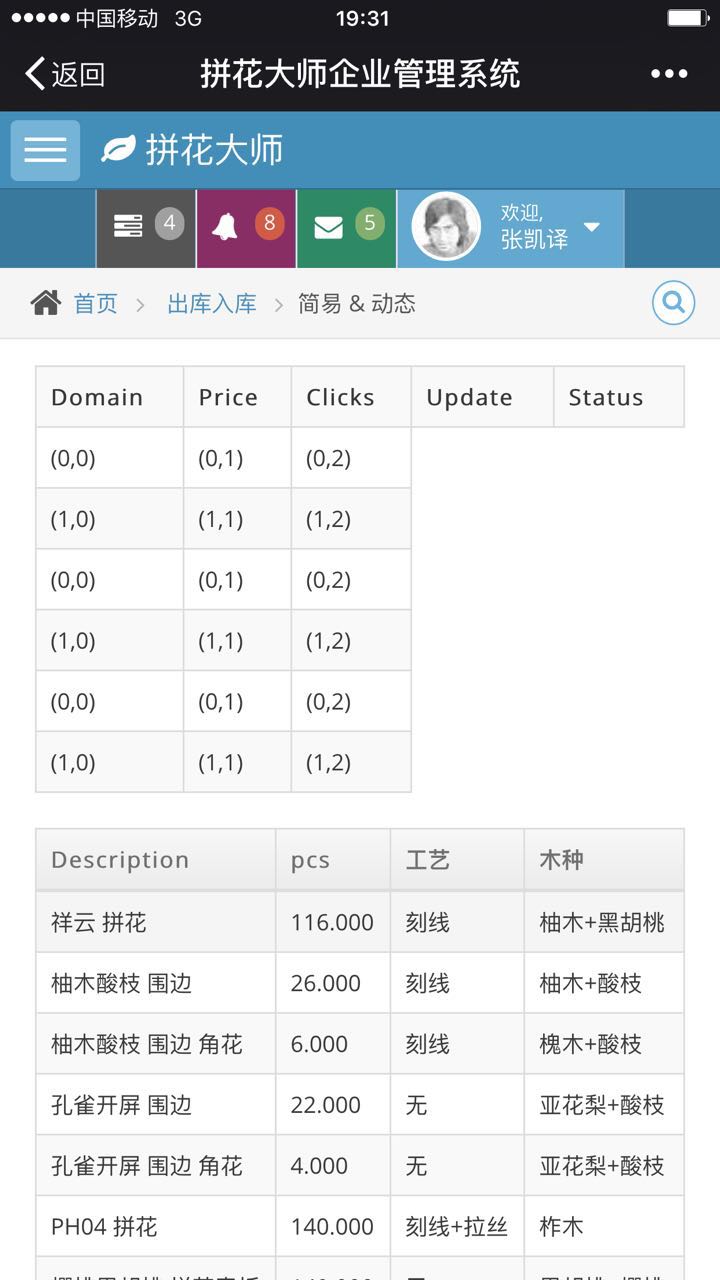 中国移动 3G 19:31
返回 拼花大师企业管理系统
拼花大师
4 8 5 欢迎,
张凯译
首页 出库入库 简易 & 动态
Domain Price Clicks Update Status
(0,0) (0,1) (0,2)
(1,0) (1,1) (1,2)
(0,0) (0,1) (0,2)
(1,0) (1,1) (1,2)
(0,0) (0,1) (0,2)
(1,0) (1,1) (1,2)
Description pcs 工艺 木种
祥云 拼花 116.000 刻线 柚木+黑胡桃
柚木酸枝 围边 26.000 刻线 柚木+酸枝
柚木酸枝 围边 角花 6.000 刻线 槐木+酸枝
孔雀开屏 围边 22.000 无 亚花梨+酸枝
孔雀开屏 围边 角花 4.000 无 亚花梨+酸枝
PH04 拼花 140.000 刻线+拉丝 柞木